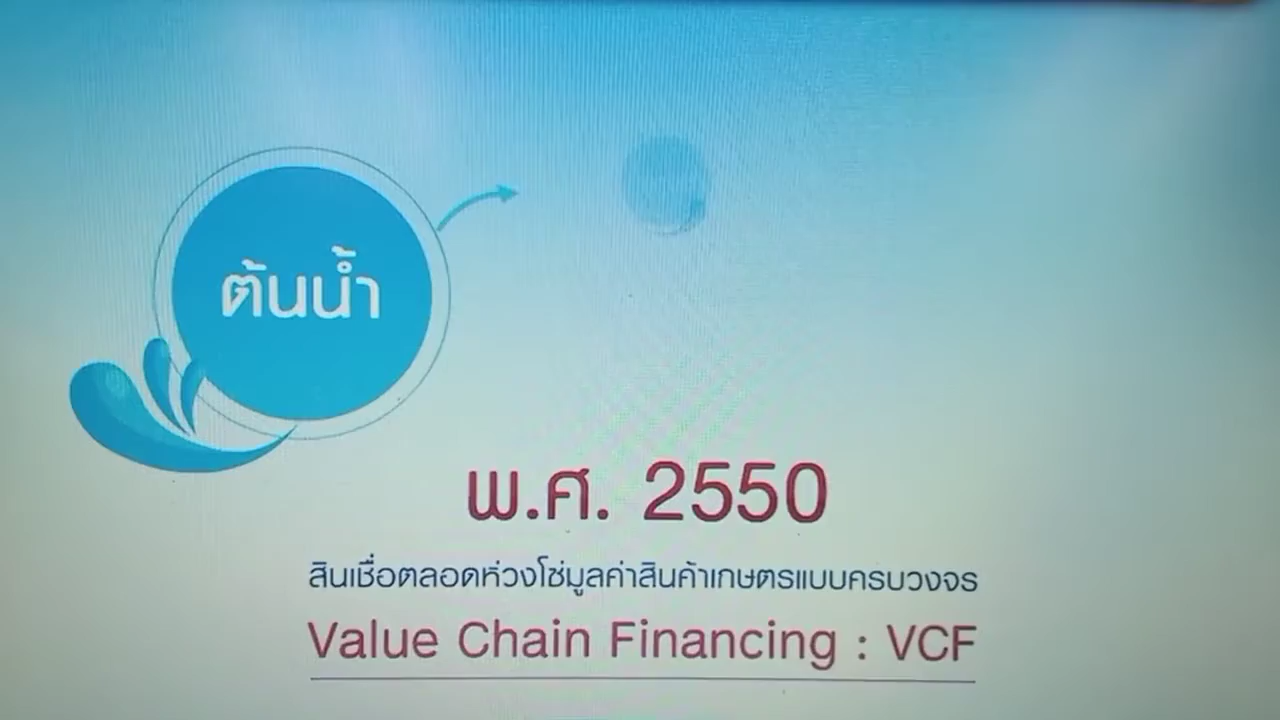 ต้นน้ำ
พ.ศ. 2550
สินเชื่อตลอดห่วงโซ่มูลค่าสินค้าเกษตรแบบครบวงจร
Value Chain Financing : VCF